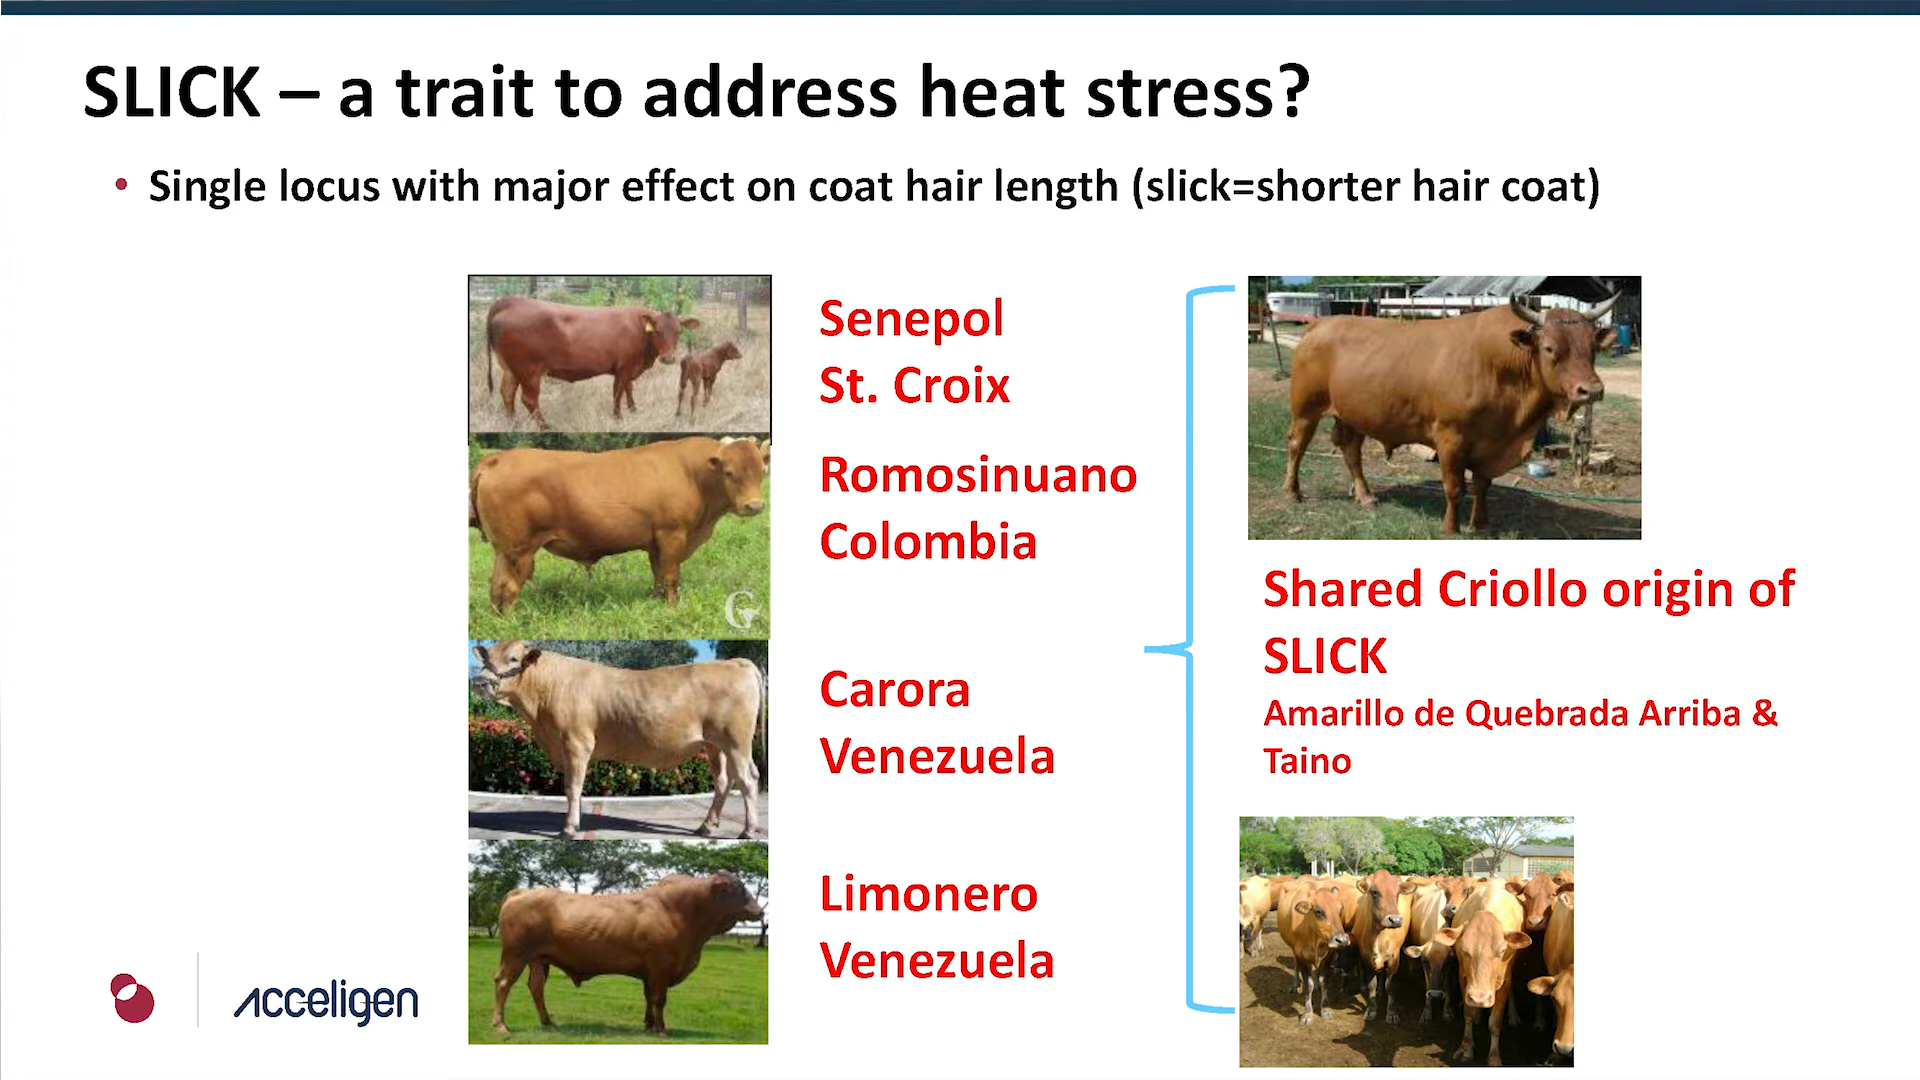 SLICK – a trait to address heat stress?
• Single locus with major effect on coat hair length (slick=shorter hair coat)
Senepol
St. Croix
Romosinuano
Colombia
Carora
Venezuela
Limonero
Venezuela
Shared Criollo origin of
SLICK
Amarillo de Quebrada Arriba &
Taino
G
Acceligen